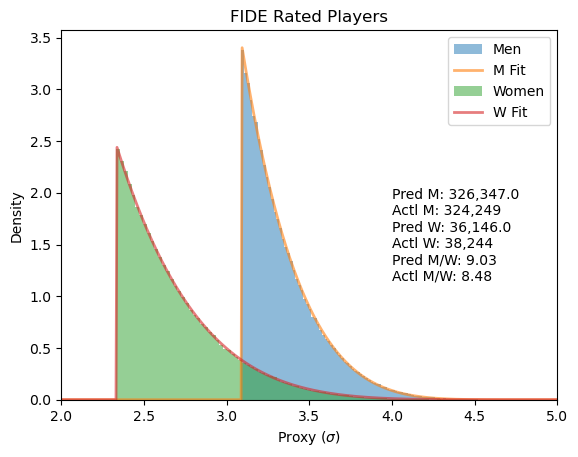 FIDE Rated Players
3.5
3.0
2.5
2.0
1.5
1.0
0.5
0.0
Density
Men
M Fit
Women
W Fit
Pred M: 326,347.0
Actl M: 324,249
Pred W: 36,146.0
Actl W: 38,244
Pred M/W: 9.03
Actl M/W: 8.48
2.0 2.5 3.0 3.5 4.0 4.5 5.0
Proxy (σ)